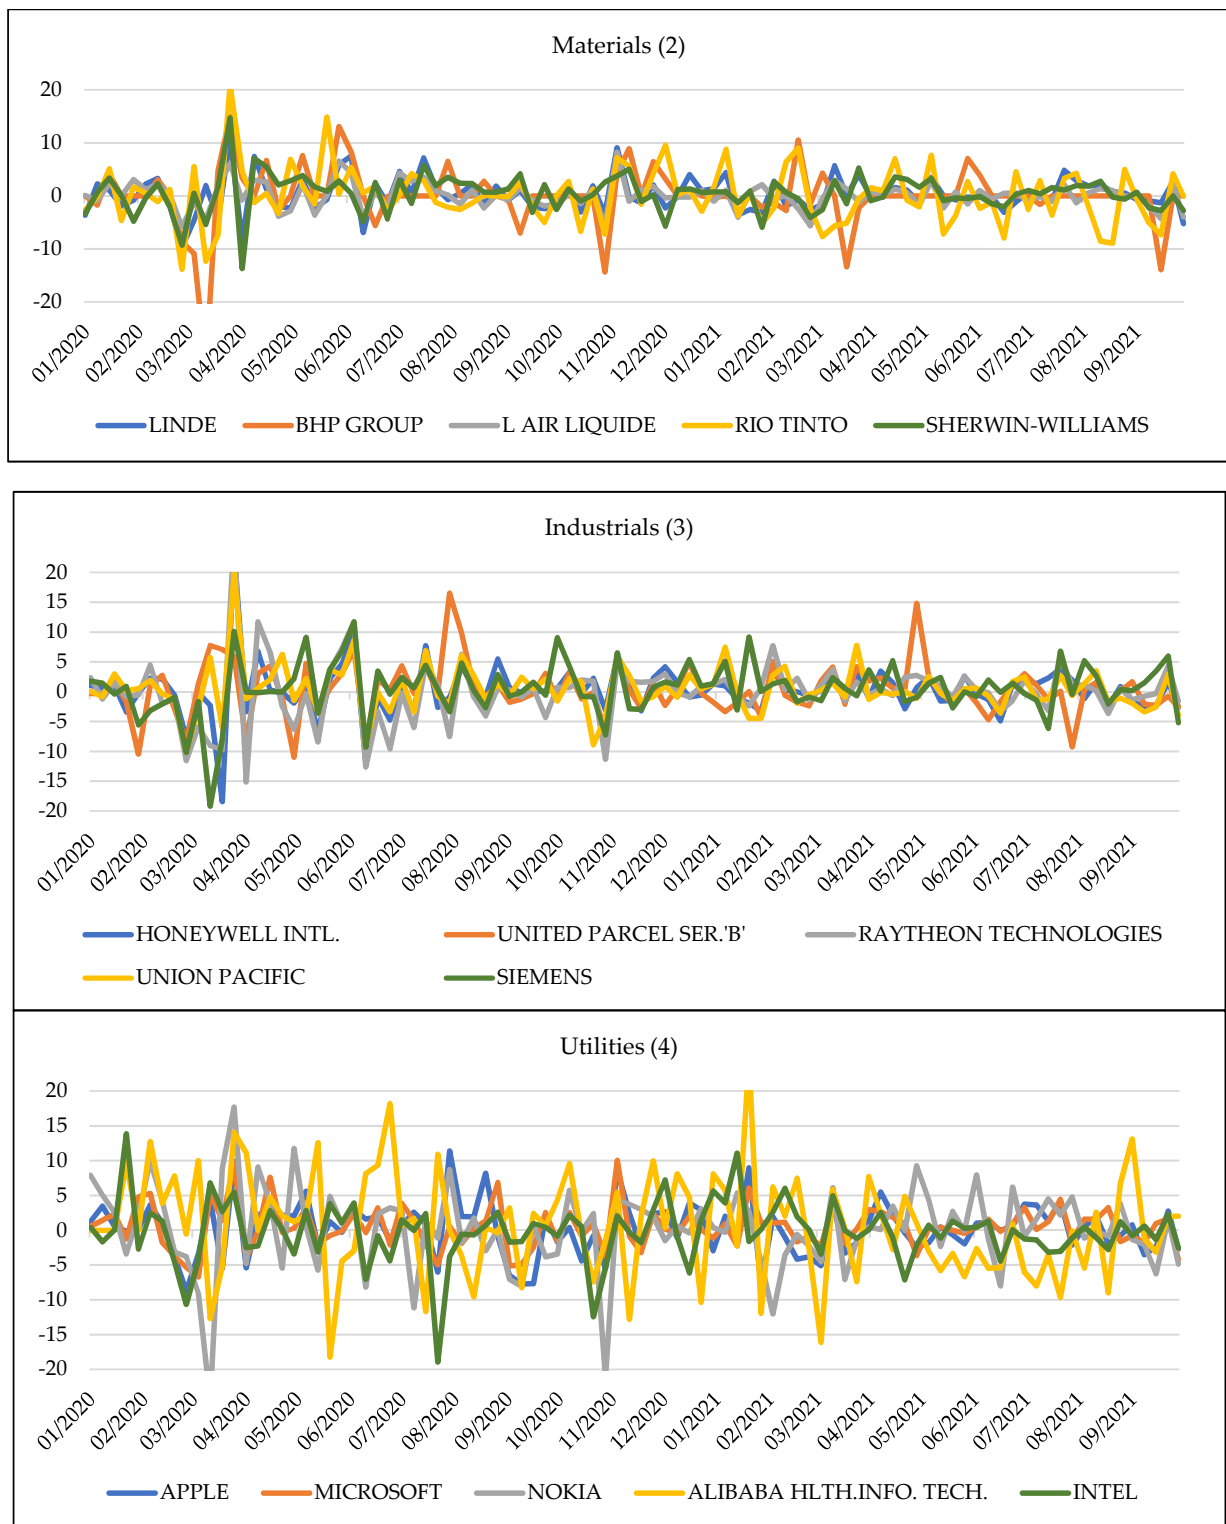 Materials (2)
20
10
0
-10
-20
01/2020 02/2020 03/2020 04/2020 05/2020 06/2020 07/2020 08/2020 09/2020 10/2020 11/2020 12/2020 01/2021 02/2021 03/2021 04/2021 05/2021 06/2021 07/2021 08/2021 09/2021
LINDE BHP GROUP L AIR LIQUIDE RIO TINTO SHERWIN-WILLIAMS
Industrials (3)
20
15
10
5
0
-5
-10
-15
-20
01/2020 02/2020 03/2020 04/2020 05/2020 06/2020 07/2020 08/2020 09/2020 10/2020 11/2020 12/2020 01/2021 02/2021 03/2021 04/2021 05/2021 06/2021 07/2021 08/2021 09/2021
HONEYWELL INTL. UNITED PARCEL SER.'B' RAYTHEON TECHNOLOGIES
UNION PACIFIC SIEMENS
Utilities (4)
20
15
10
5
0
-5
-10
-15
-20
01/2020 02/2020 03/2020 04/2020 05/2020 06/2020 07/2020 08/2020 09/2020 10/2020 11/2020 12/2020 01/2021 02/2021 03/2021 04/2021 05/2021 06/2021 07/2021 08/2021 09/2021
APPLE MICROSOFT NOKIA ALIBABA HLTH.INFO. TECH. INTEL